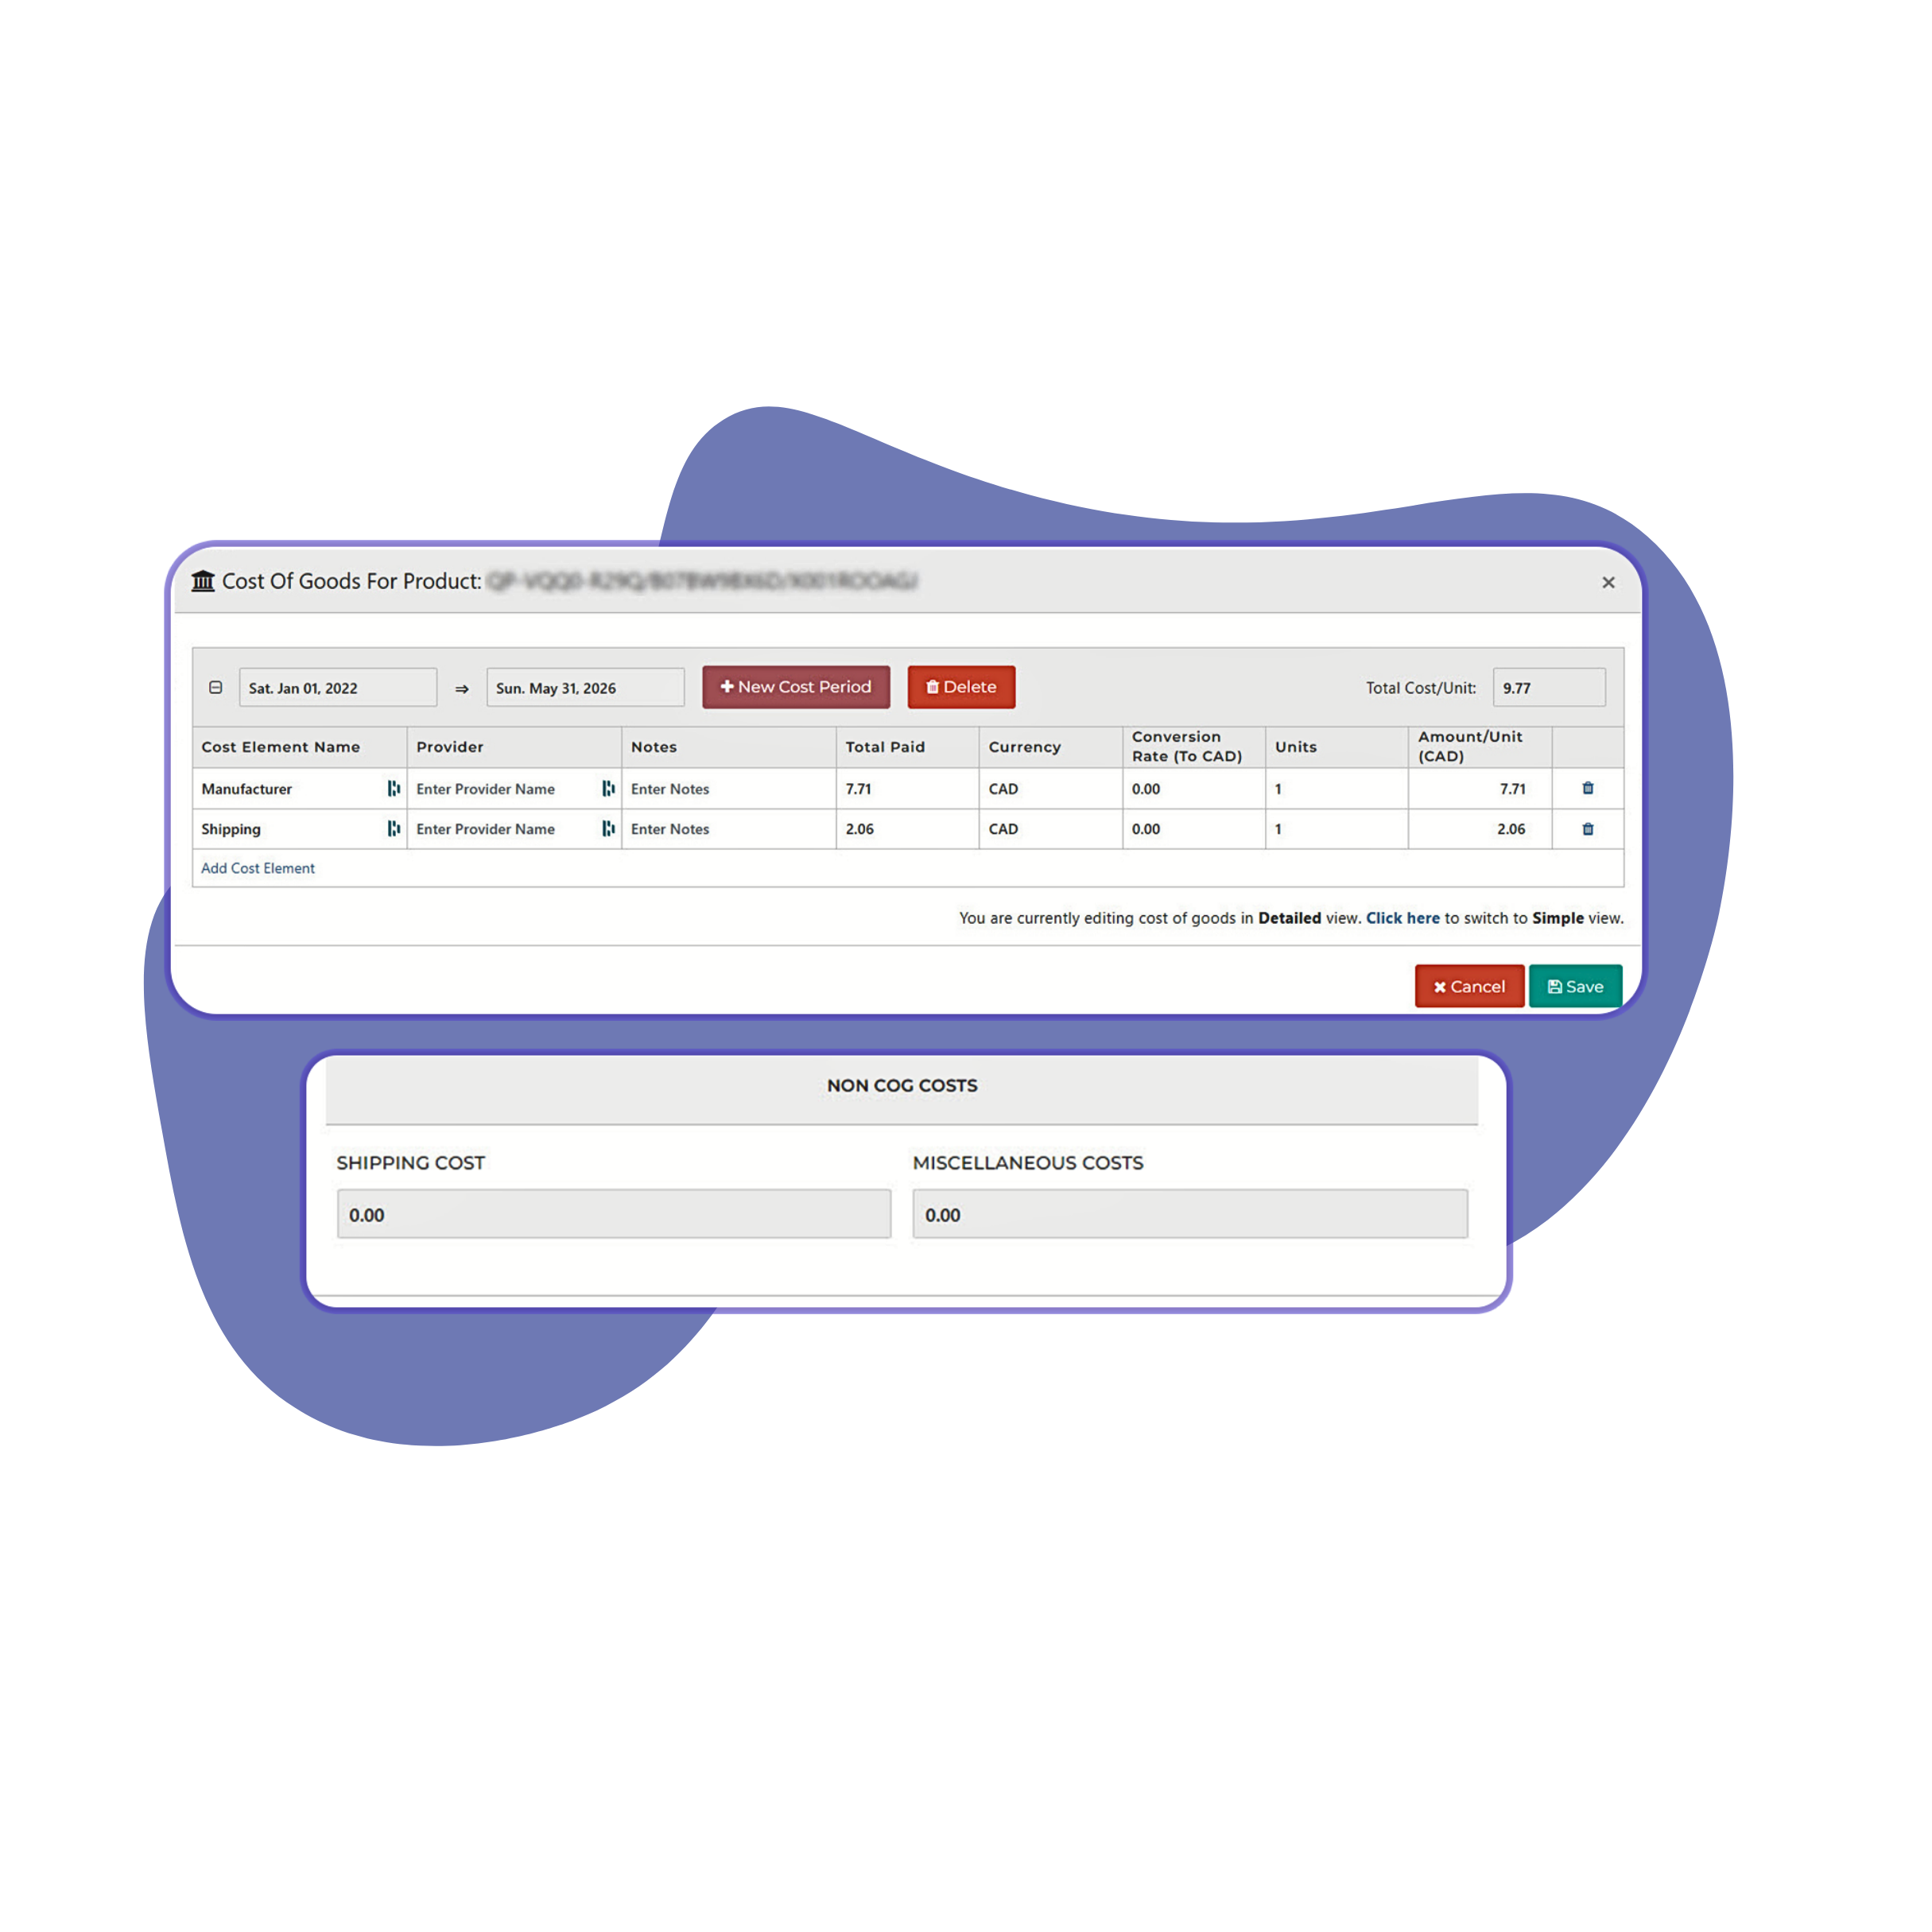 Cost Of Goods For Product:
Sat. Jan 01, 2022 ⇒ Sun. May 31, 2026 New Cost Period Delete Total Cost/Unit: 9.77
Cost Element Name Provider Notes Total Paid Currency Conversion Rate (To CAD) Units Amount/Unit (CAD)
Manufacturer Enter Provider Name Enter Notes 7.71 CAD 0.00 1 7.71
Shipping Enter Provider Name Enter Notes 2.06 CAD 0.00 1 2.06
Add Cost Element
You are currently editing cost of goods in Detailed view. Click here to switch to Simple view.
Cancel Save
NON COG COSTS
SHIPPING COST MISCELLANEOUS COSTS
0.00 0.00